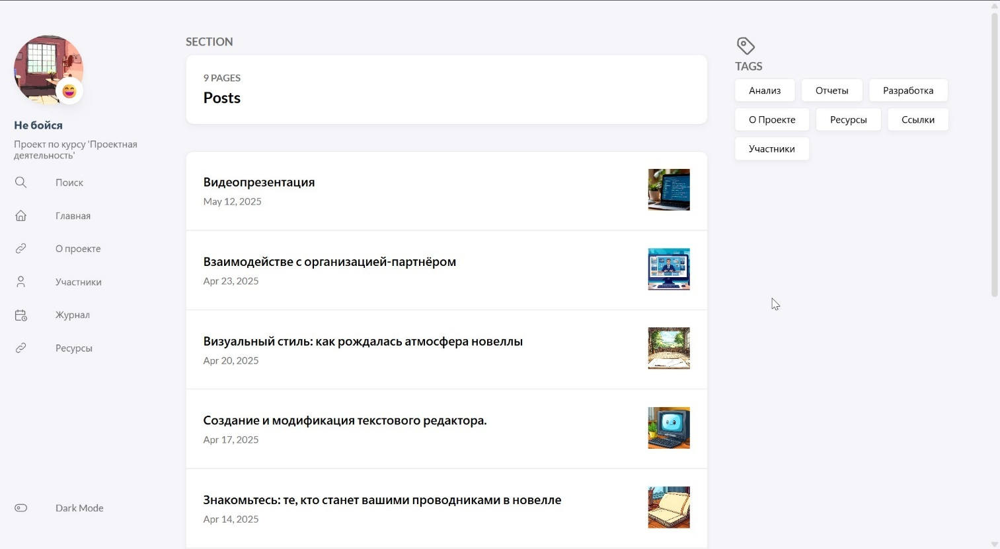 Не бойся
Проект по курсу 'Проектная
деятельность'
Поиск
Главная
О проекте
Участники
Журнал
Ресурсы
Dark Mode
SECTION
9 PAGES
Posts
Видеопрезентация
May 12, 2025
Взаимодействе с организацией-партнёром
Apr 23, 2025
Визуальный стиль: как рождалась атмосфера новеллы
Apr 20, 2025
Создание и модификация текстового редактора.
Apr 17, 2025
Знакомьтесь: те, кто станет вашими проводниками в новелле
Apr 14, 2025
TAGS
Анализ Отчеты Разработка
О Проекте Ресурсы Ссылки
Участники